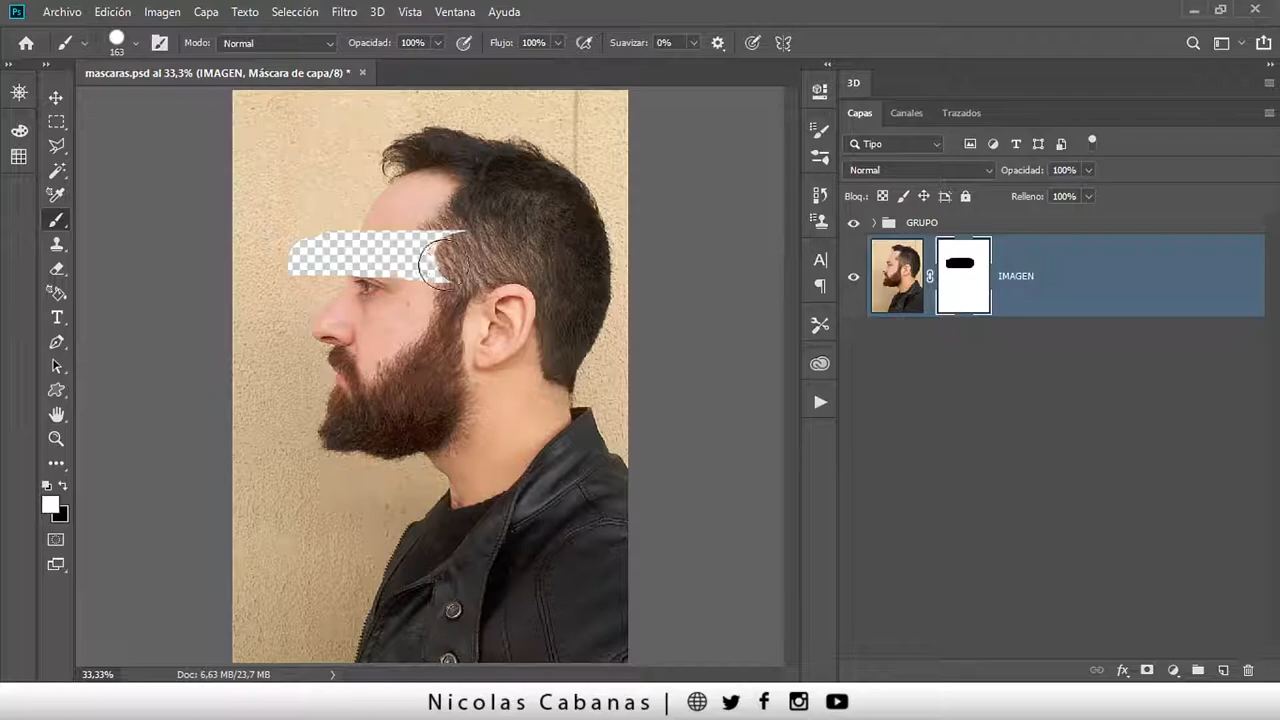 Ps Archivo Edición Imagen Capa Texto Selección Filtro 3D Vista Ventana Ayuda
163 Modo: Normal Opacidad: 100% Flujo: 100% Suavizar: 0%
mascaras.psd al 33,3% (IMAGEN, Máscara de capa/8) *
3D
Capas Canales Trazados
Tipo
Normal Opacidad: 100%
Bloq.: Relleno: 100%
GRUPO
IMAGEN
33,33% Doc: 6,63 MB/23,7 MB
Nicolas Cabanas |